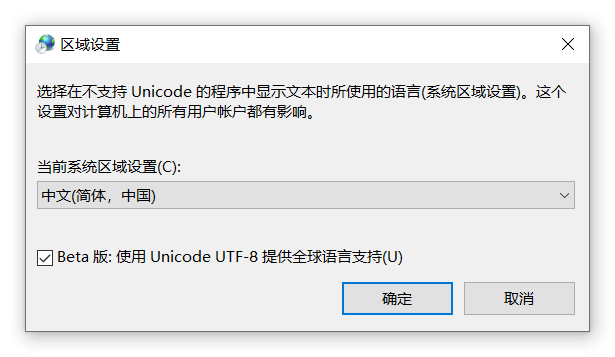 区域设置
选择在不支持 Unicode 的程序中显示文本时所使用的语言(系统区域设置)。这个
设置对计算机上的所有用户帐户都有影响。
当前系统区域设置(C):
中文(简体，中国)
Beta 版: 使用 Unicode UTF-8 提供全球语言支持(U)
确定
取消